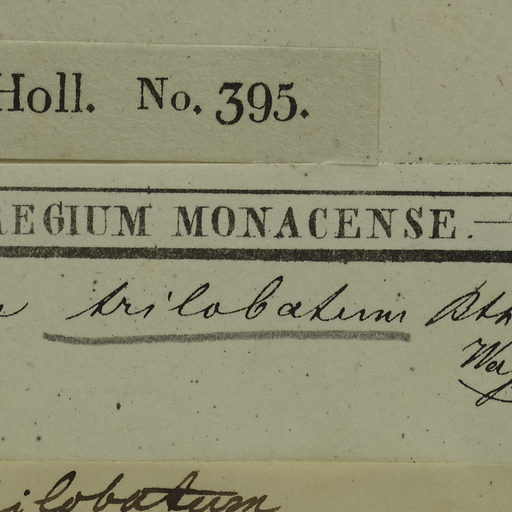 Holl. No. 395.
REGIUM MONACENSE.
trilobatum
ilobatum